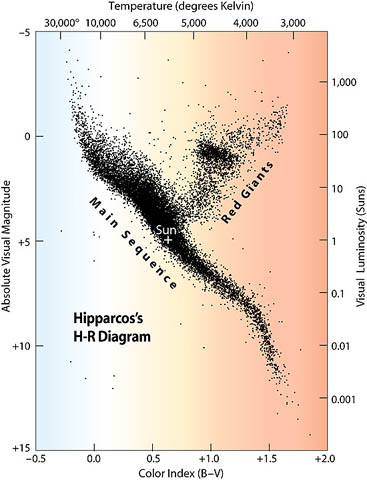 Temperature (degrees Kelvin)
30,000° 10,000 6,500 5,000 4,000 3,000
−5
0
+5
+10
+15
Absolute Visual Magnitude
1,000
100
10
1
0.1
0.01
0.001
Visual Luminosity (Suns)
Main Sequence
Sun
Red Giants
Hipparcos's
H-R Diagram
−0.5 0.0 0.5 +1.0 +1.5 +2.0
Color Index (B–V)